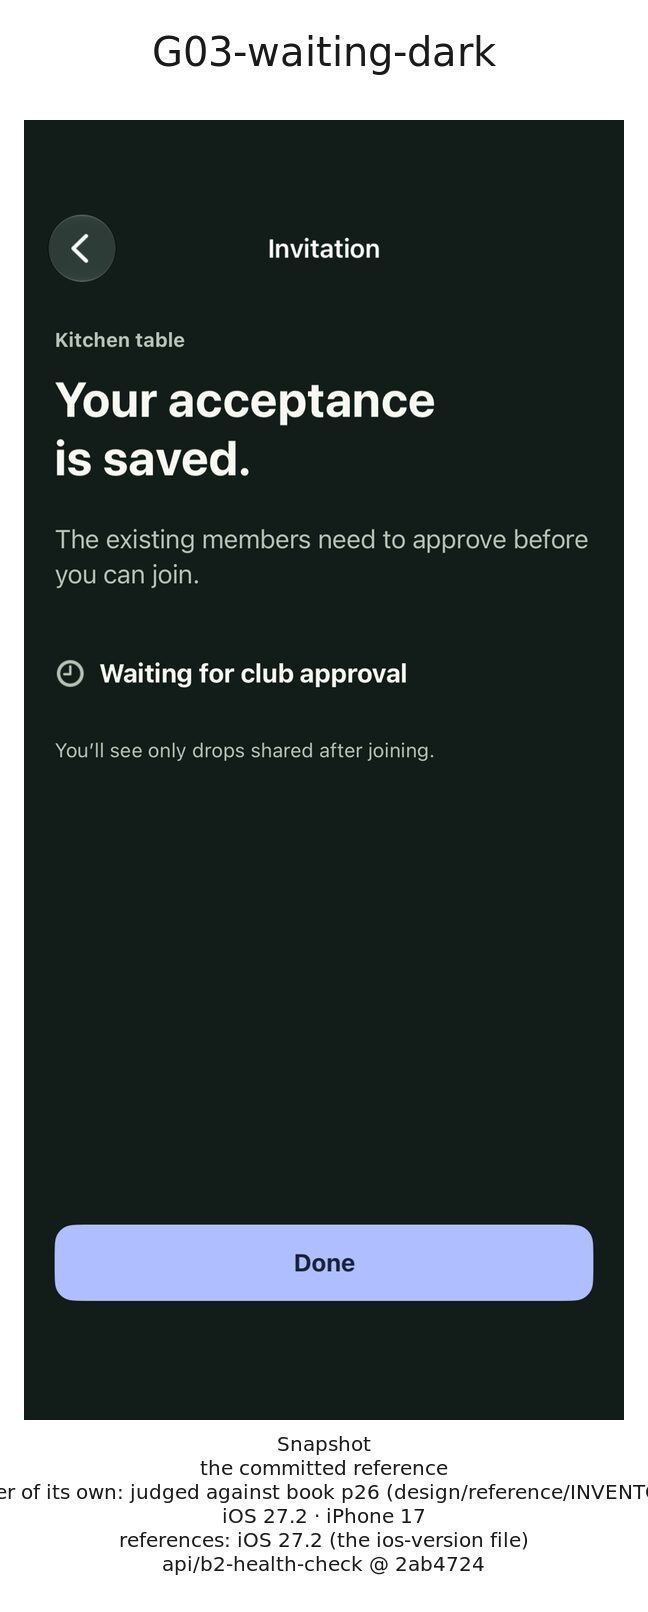 G03-waiting-dark
Invitation
Kitchen table
Your acceptance
is saved.
The existing members need to approve before
you can join.
Waiting for club approval
You’ll see only drops shared after joining.
Done
Snapshot
the committed reference
of its own: judged against book p26
iOS 27.2 · iPhone 17
references: iOS 27.2 (the ios-version file)
api/b2-health-check @ 2ab4724